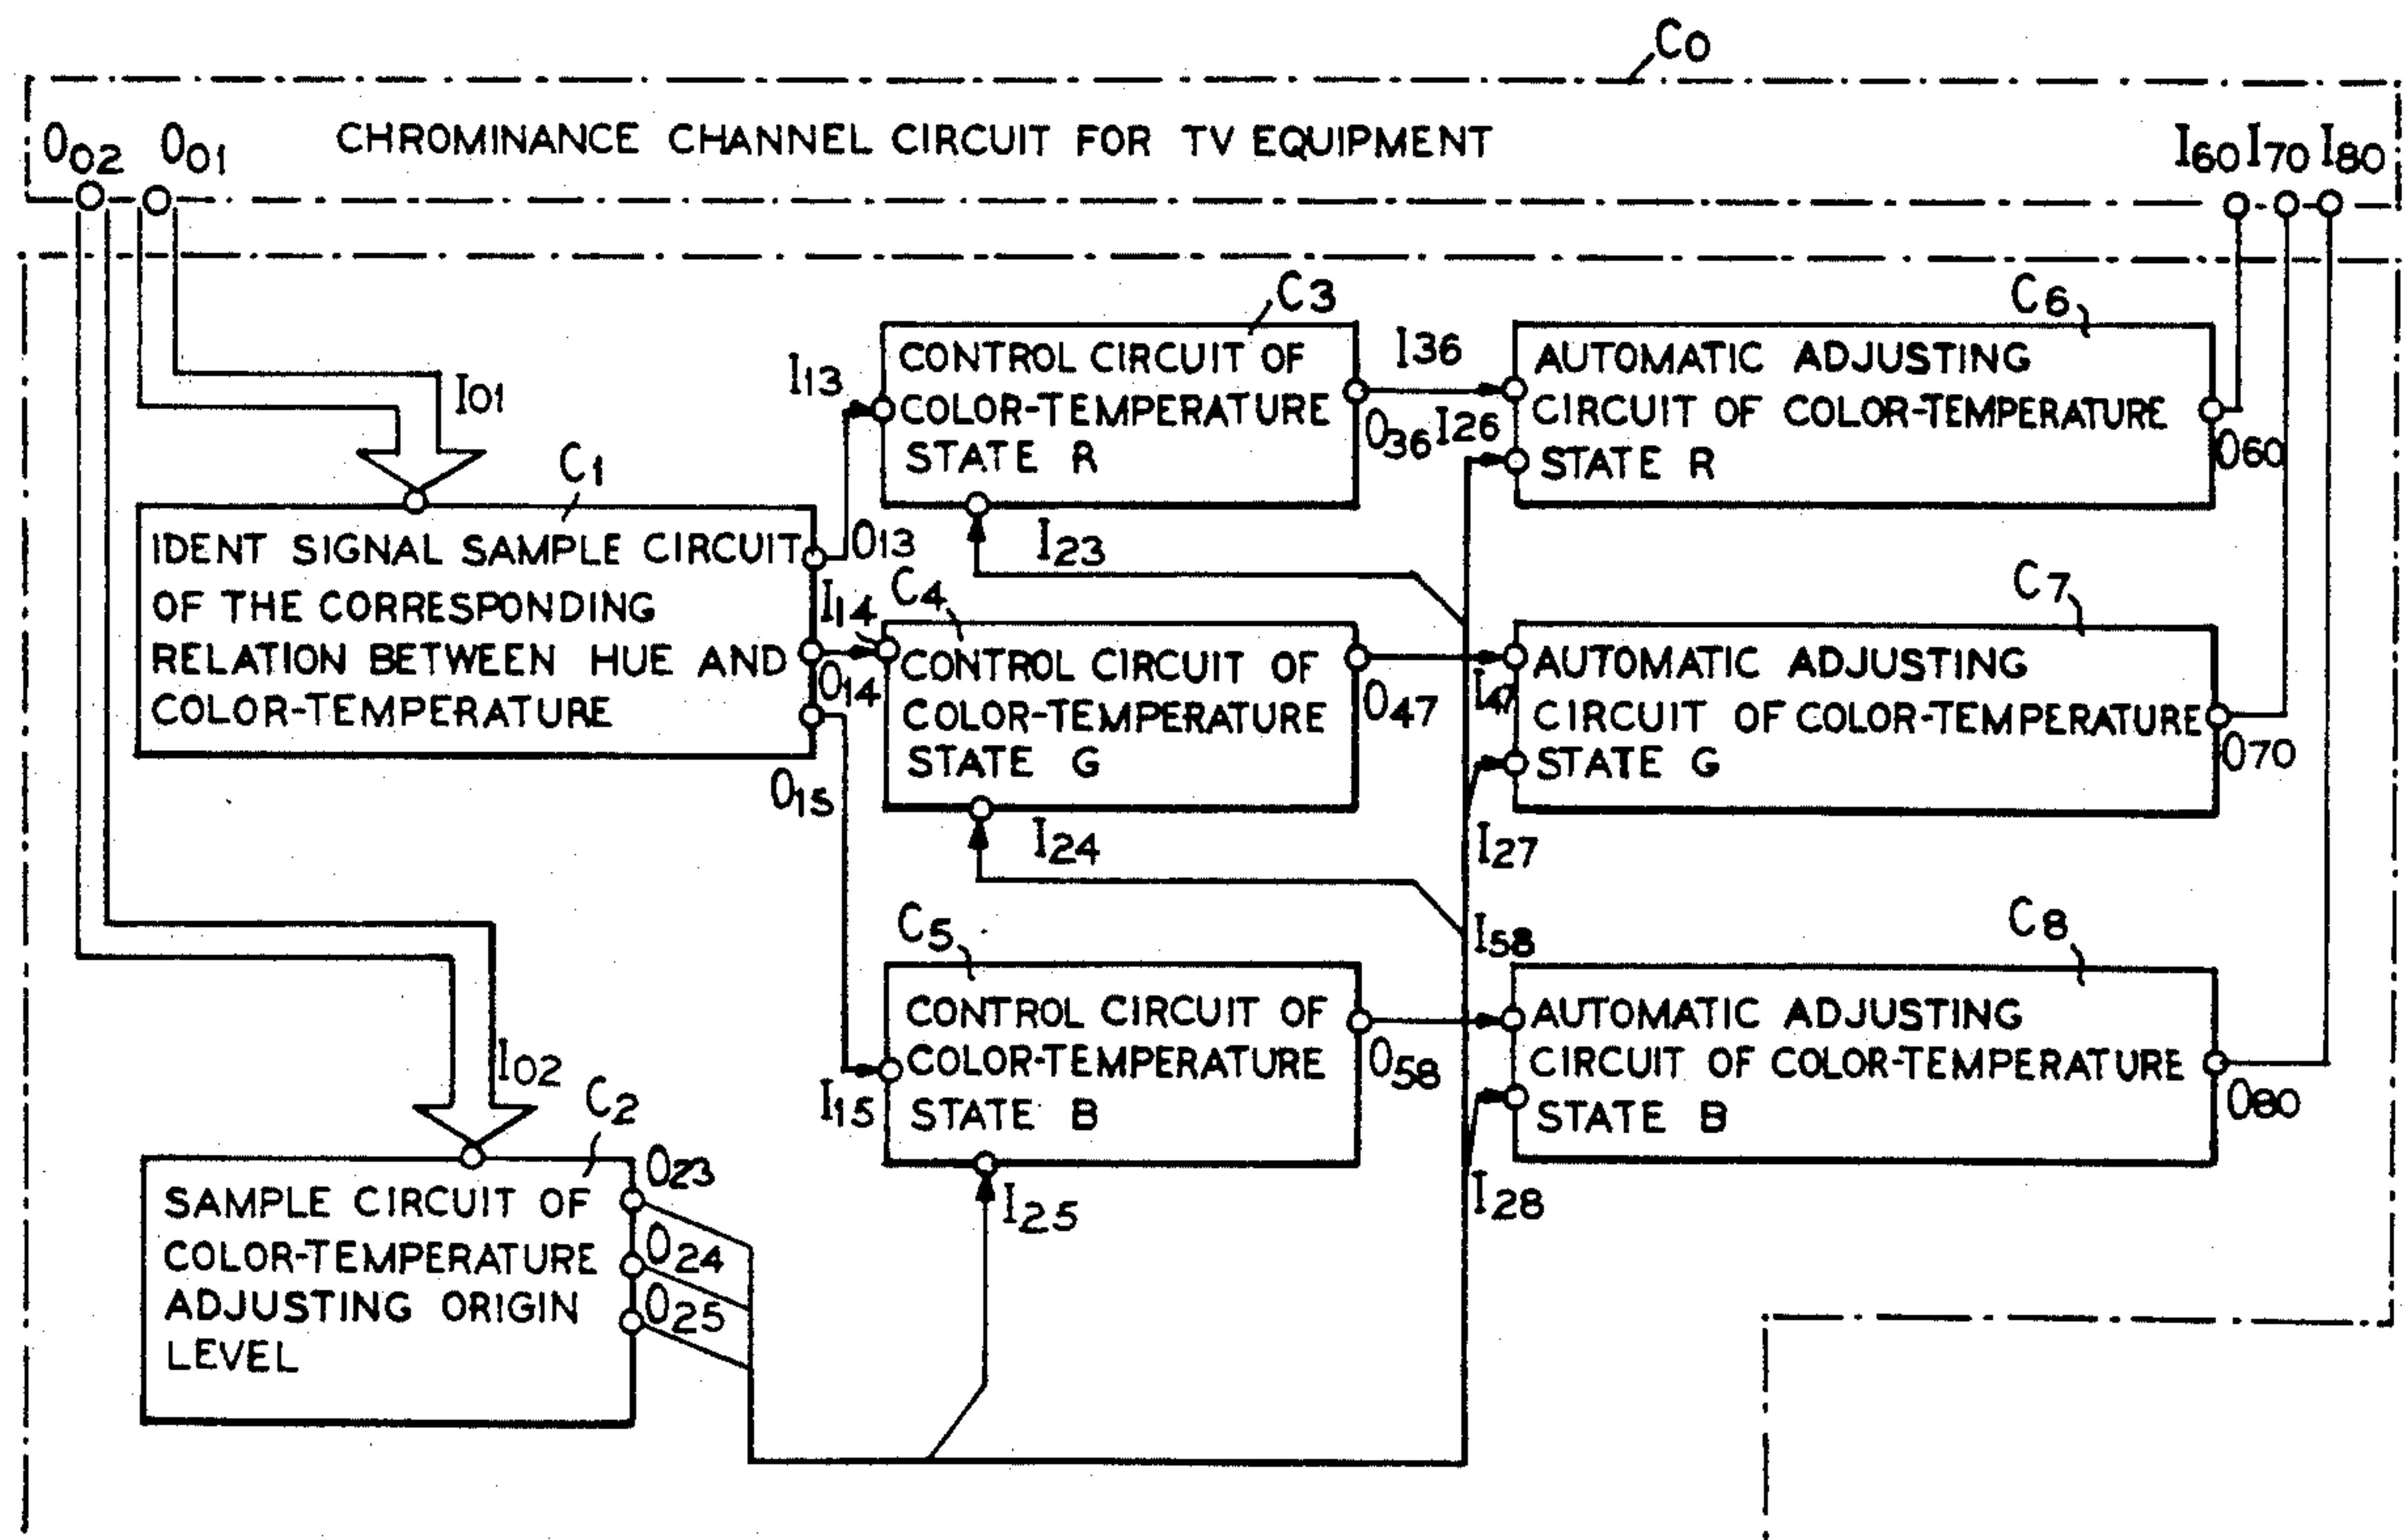 C0
O02 O01 CHROMINANCE CHANNEL CIRCUIT FOR TV EQUIPMENT I60 I70 I80
I01
C1
IDENT SIGNAL SAMPLE CIRCUIT
OF THE CORRESPONDING
RELATION BETWEEN HUE AND
COLOR-TEMPERATURE
O13
O14
O15
I13
C3
CONTROL CIRCUIT OF
COLOR-TEMPERATURE
STATE R
O36
I23
I36
I26
C6
AUTOMATIC ADJUSTING
CIRCUIT OF COLOR-TEMPERATURE
STATE R
O60
I14
C4
CONTROL CIRCUIT OF
COLOR-TEMPERATURE
STATE G
O47
I24
I47
I27
C7
AUTOMATIC ADJUSTING
CIRCUIT OF COLOR-TEMPERATURE
STATE G
O70
I15
C5
CONTROL CIRCUIT OF
COLOR-TEMPERATURE
STATE B
O58
I25
I58
I28
C8
AUTOMATIC ADJUSTING
CIRCUIT OF COLOR-TEMPERATURE
STATE B
O80
I02
C2
SAMPLE CIRCUIT OF
COLOR-TEMPERATURE
ADJUSTING ORIGIN
LEVEL
O23
O24
O25